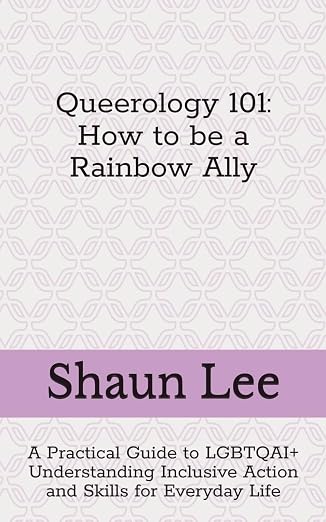 Queerology 101:
How to be a
Rainbow Ally
Shaun Lee
A Practical Guide to LGBTQAI+
Understanding Inclusive Action
and Skills for Everyday Life